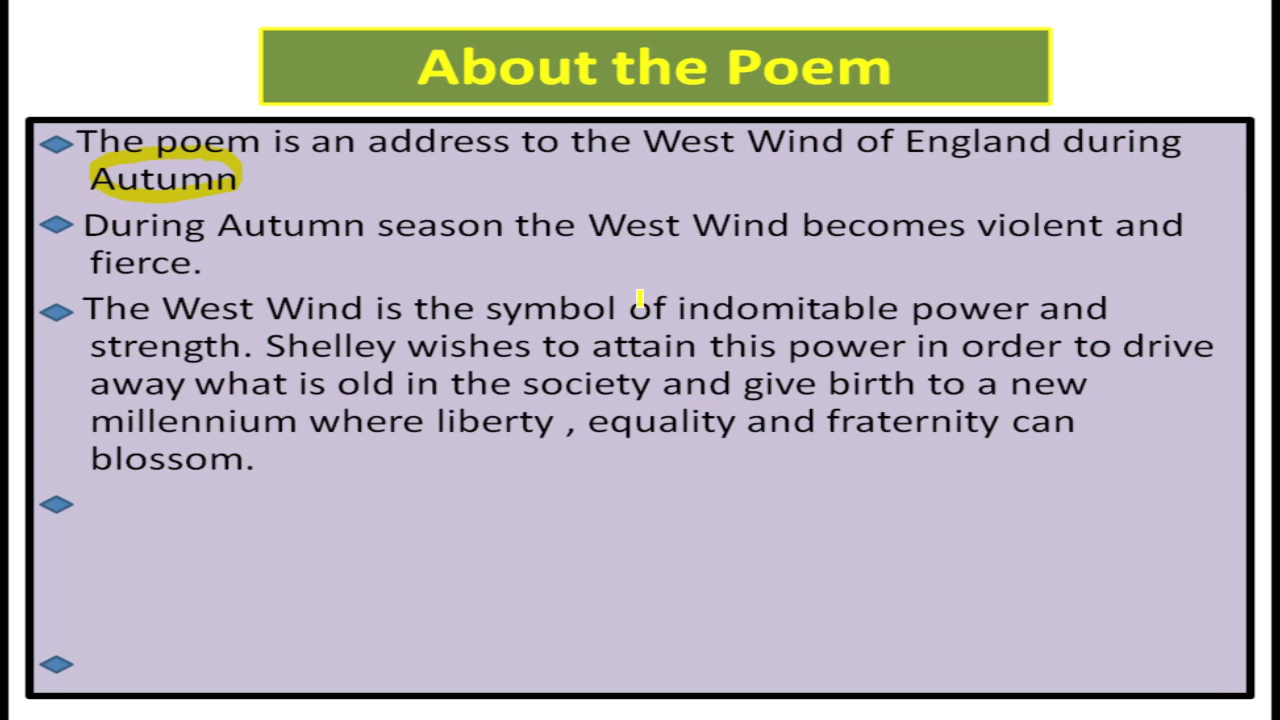 About the Poem
The poem is an address to the West Wind of England during
Autumn
During Autumn season the West Wind becomes violent and
fierce.
The West Wind is the symbol of indomitable power and
strength. Shelley wishes to attain this power in order to drive
away what is old in the society and give birth to a new
millennium where liberty , equality and fraternity can
blossom.